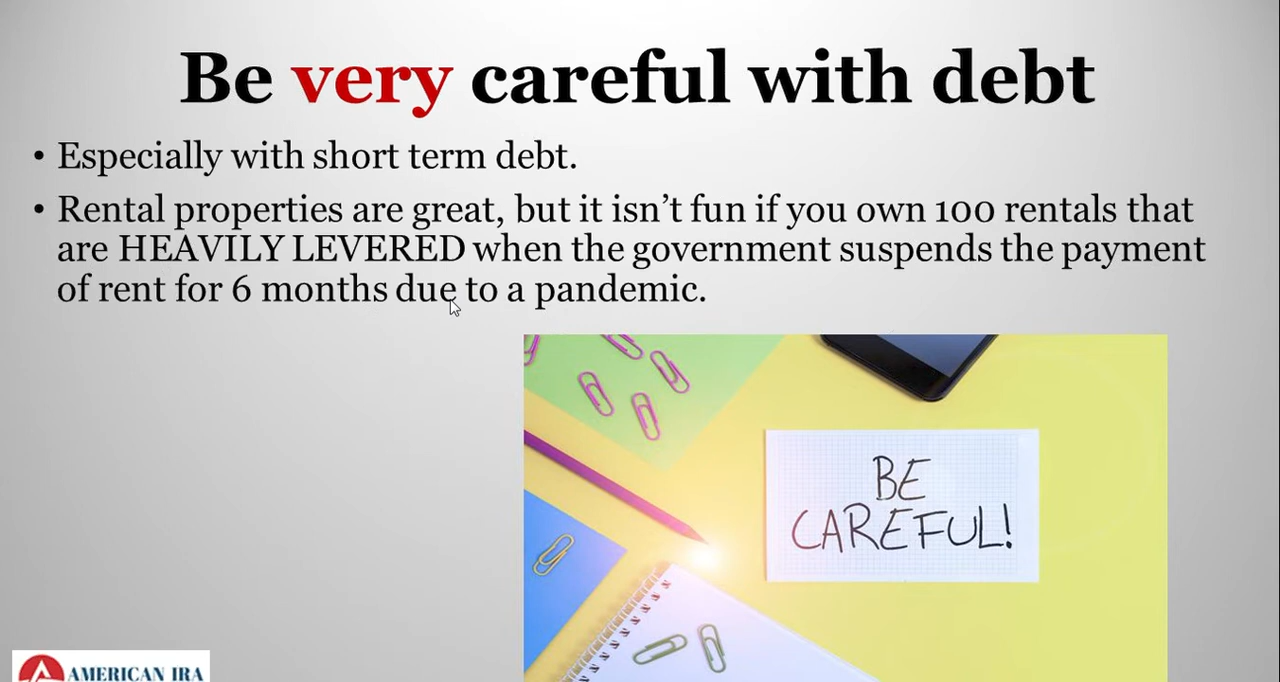 Be very careful with debt
• Especially with short term debt.
• Rental properties are great, but it isn’t fun if you own 100 rentals that
are HEAVILY LEVERED when the government suspends the payment
of rent for 6 months due to a pandemic.
BE
CAREFUL!
AMERICAN IRA